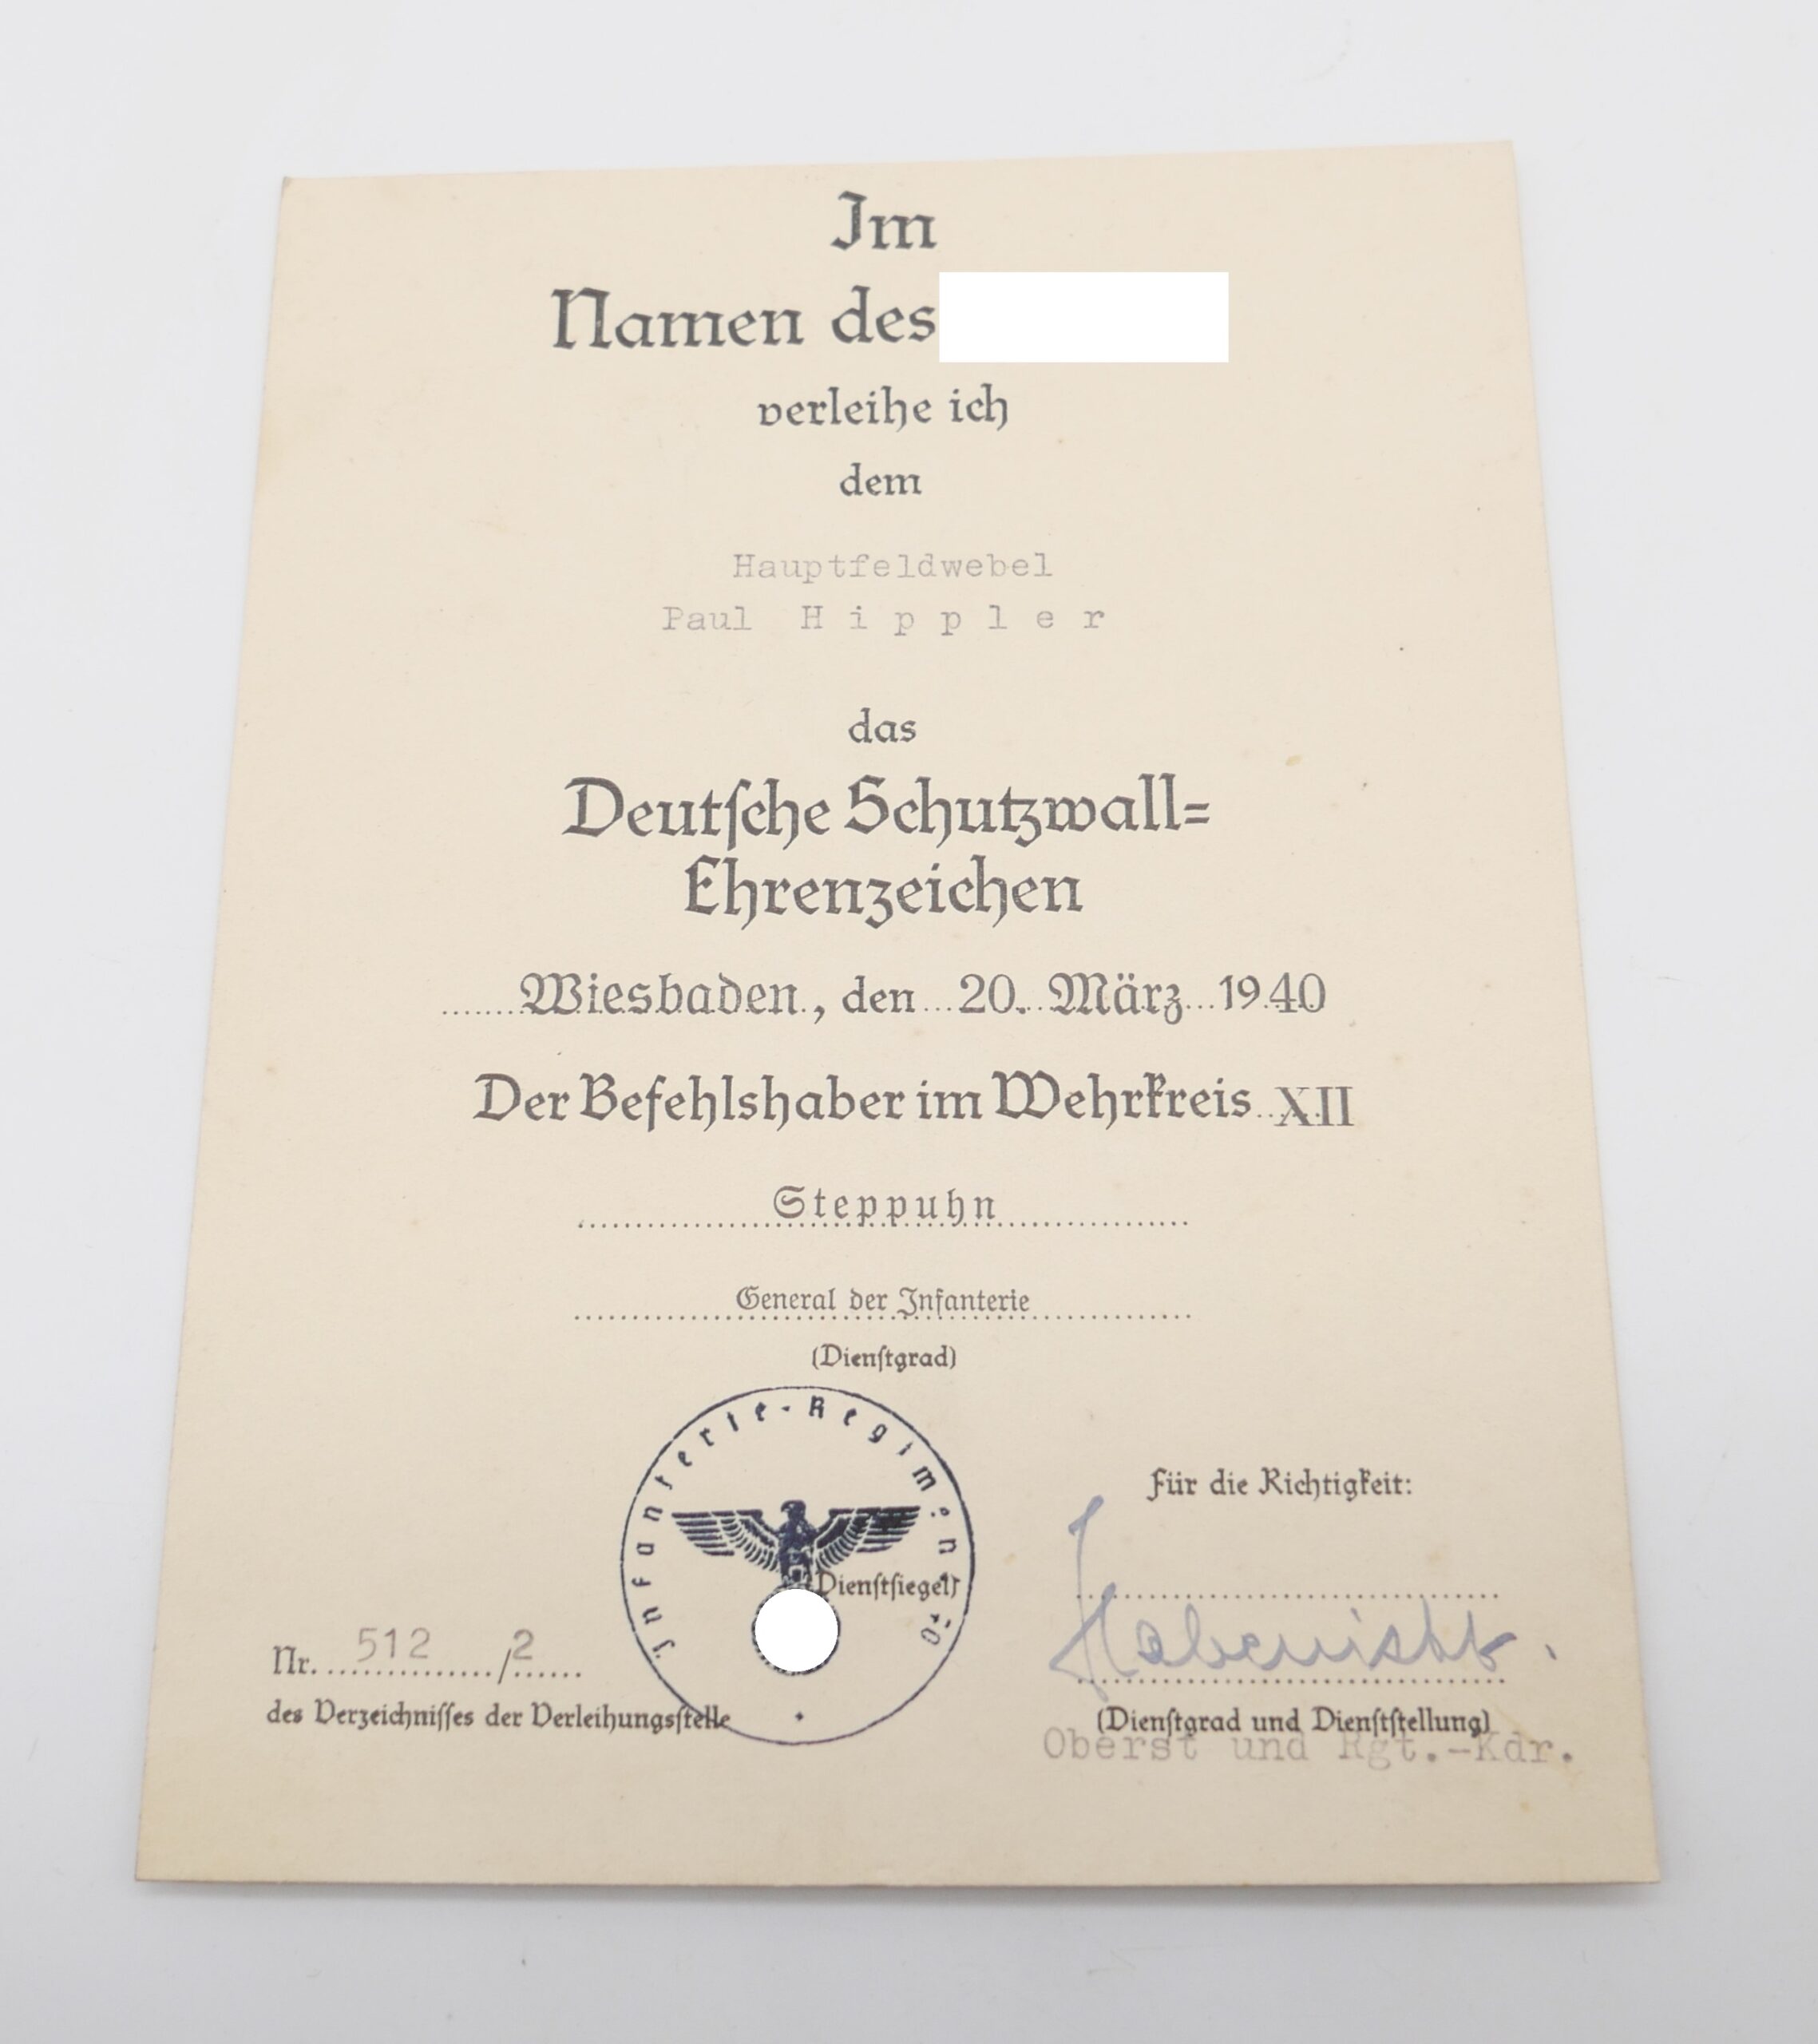 Im
Namen des
verleihe ich
dem
Hauptfeldwebel
Paul H i p p l e r
das
Deutsche Schutzwall=
Ehrenzeichen
Wiesbaden, den 20. März 1940
Der Befehlshaber im Wehrkreis XII
Steppuhn
General der Infanterie
(Dienstgrad)
Infanterie-Regiment
Für die Richtigkeit:
(Dienstsiegel)
Nr. 512 /2
Habenicht
des Verzeichnisses der Verleihungsstelle
(Dienstgrad und Dienststellung)
Oberst und Rgt.-Kdr.